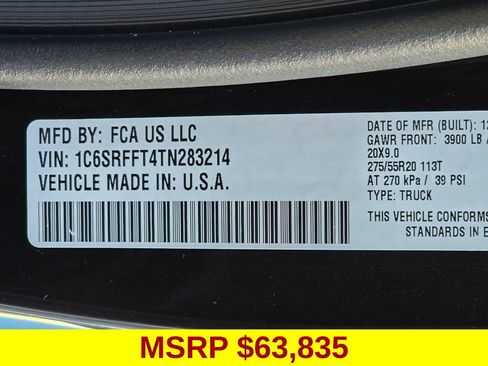 MFD BY: FCA US LLC
VIN: 1C6SRFFT4TN283214
VEHICLE MADE IN: U.S.A.
DATE OF MFR (BUILT): 12
GAWR FRONT: 3900 LB
20X9.0
275/55R20 113T
AT 270 kPa / 39 PSI
TYPE: TRUCK
THIS VEHICLE CONFORMS
STANDARDS IN E
MSRP $63,835